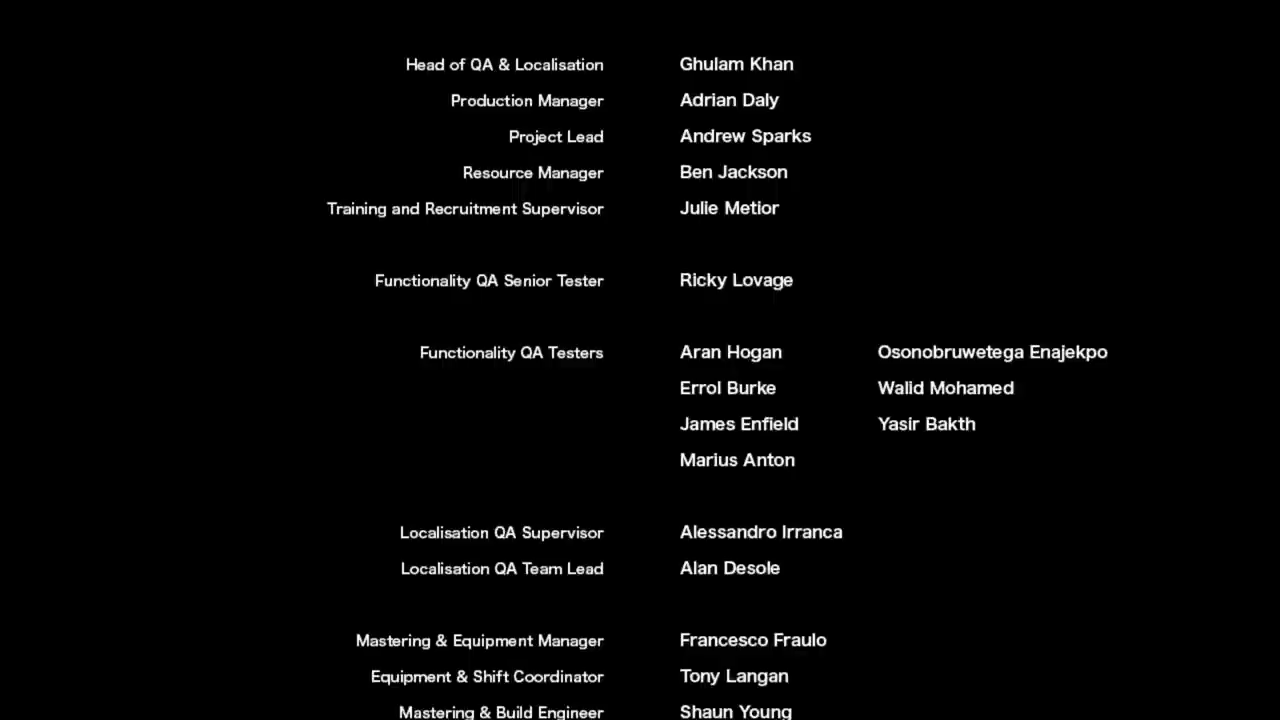 Head of QA & Localisation Ghulam Khan
Production Manager Adrian Daly
Project Lead Andrew Sparks
Resource Manager Ben Jackson
Training and Recruitment Supervisor Julie Metior
Functionality QA Senior Tester Ricky Lovage
Functionality QA Testers Aran Hogan Osonobruwetega Enajekpo
Errol Burke Walid Mohamed
James Enfield Yasir Bakth
Marius Anton
Localisation QA Supervisor Alessandro Irranca
Localisation QA Team Lead Alan Desole
Mastering & Equipment Manager Francesco Fraulo
Equipment & Shift Coordinator Tony Langan
Mastering & Build Engineer Shaun Young